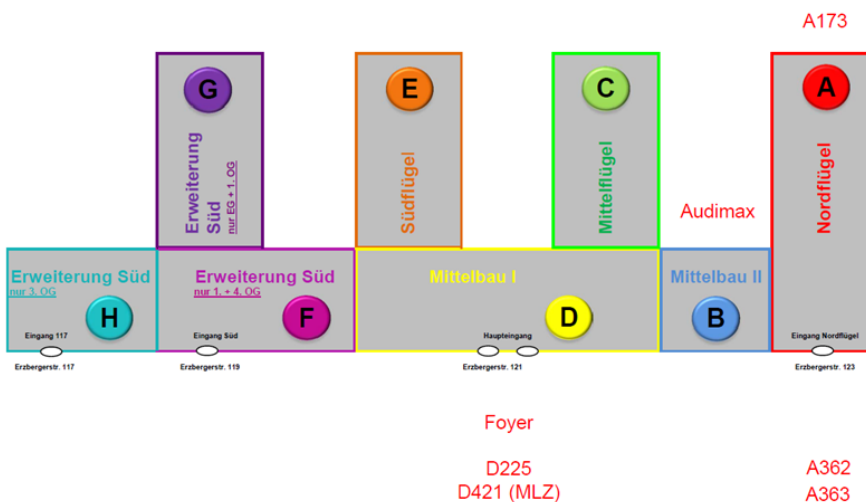 A173
G
E
C
A
Erweiterung
Süd
nur EG + 1. OG
Südflügel
Mittelflügel
Nordflügel
Audimax
Erweiterung Süd
nur 3. OG
Erweiterung Süd
nur 1. + 4. OG
Mittelbau I
Mittelbau II
H
F
D
B
Eingang 117
Eingang Süd
Haupteingang
Eingang Nordflügel
Erzbergerstr. 117
Erzbergerstr. 119
Erzbergerstr. 121
Erzbergerstr. 123
Foyer
D225
D421 (MLZ)
A362
A363